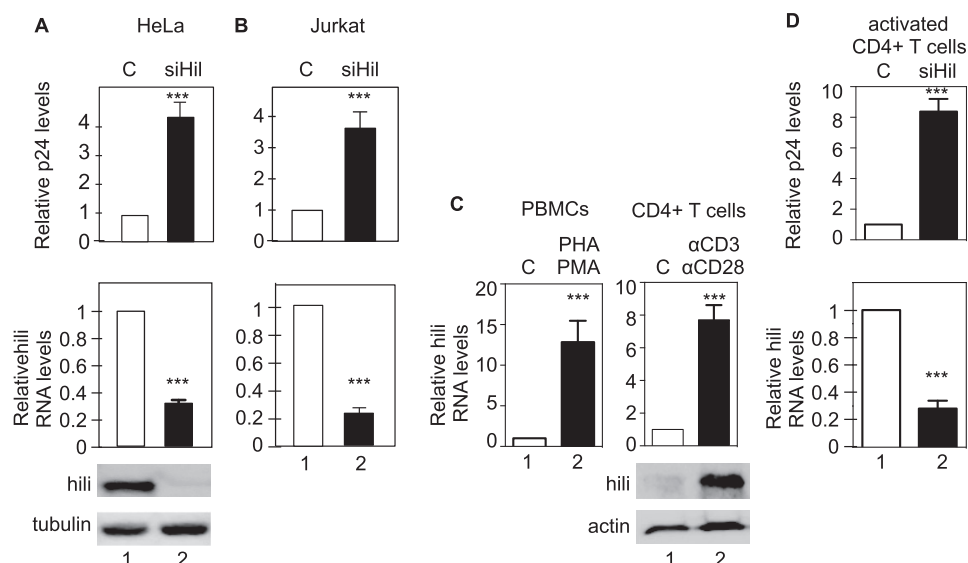 A HeLa
C siHil
***
Relative p24 levels
4
3
2
1
0
Relativehili
RNA levels
1
0.8
0.6
0.4
0.2
0
***
hili
tubulin
1 2
B Jurkat
C siHil
***
4
3
2
1
0
1
0.8
0.6
0.4
0.2
0
***
1 2
C PBMCs
PHA
C PMA
***
Relative hili
RNA levels
20
15
10
5
0
1 2
CD4+ T cells
αCD3
C αCD28
***
10
8
6
4
2
0
hili
actin
1 2
D activated
CD4+ T cells
C siHil
***
Relative p24 levels
10
8
6
4
2
0
Relative hili
RNA levels
1
0.8
0.6
0.4
0.2
0
***
1 2